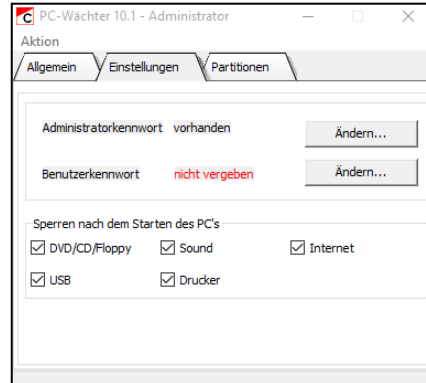 PC-Wächter 10.1 - Administrator
Aktion
Allgemein Einstellungen Partitionen
Administratorkennwort vorhanden Ändern...
Benutzerkennwort nicht vergeben Ändern...
Sperren nach dem Starten des PC's
DVD/CD/Floppy Sound Internet
USB Drucker